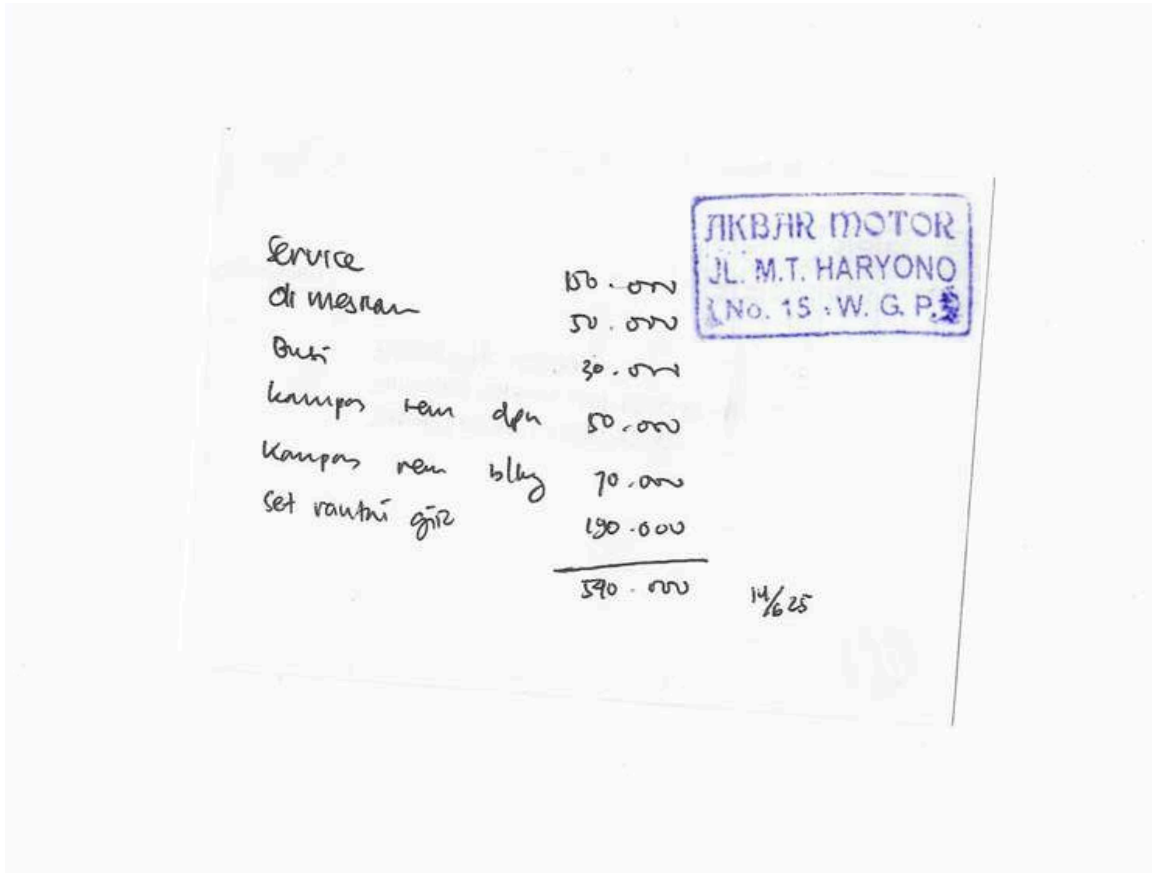 AKBAR MOTOR
JL. M.T. HARYONO
No. 15 . W. G. P.
Service 150.000
Oli mesran 50.000
Busi 30.000
kampas rem dpn 50.000
kampas rem blkg 70.000
set rantai gir 190.000
540.000
14/6 25